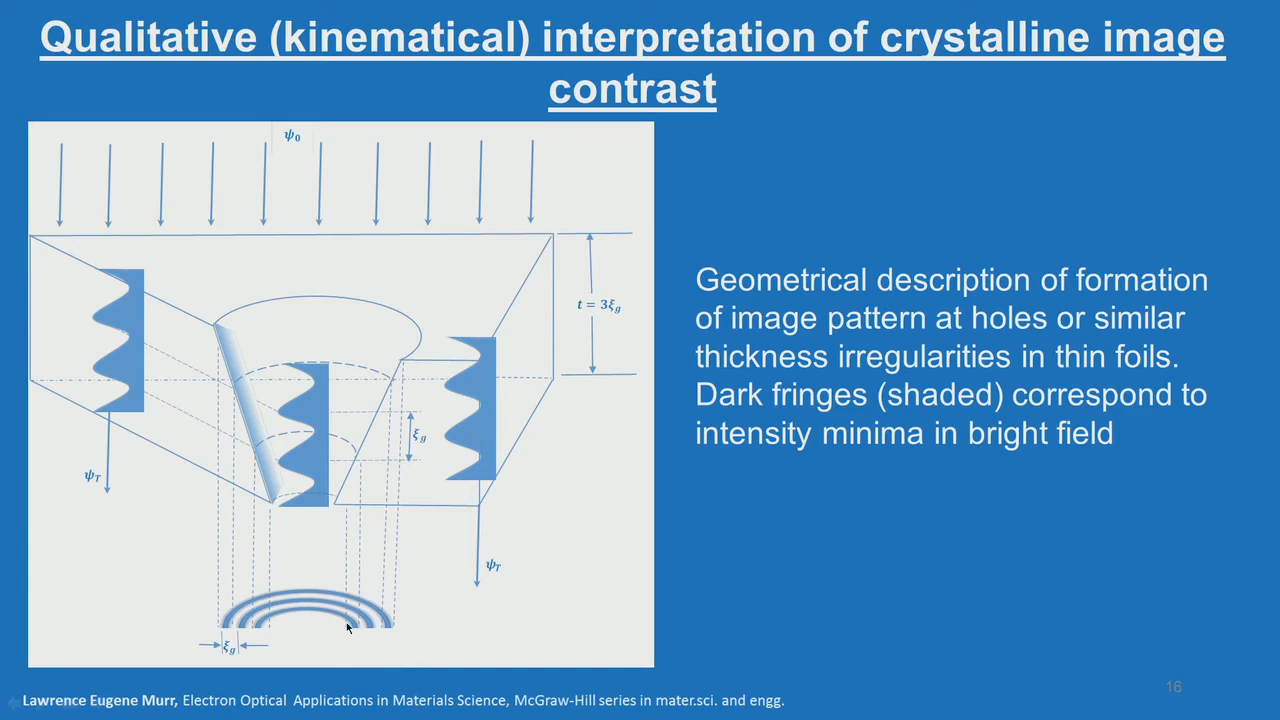 Qualitative (kinematical) interpretation of crystalline image
contrast
ψ₀
t = 3ξg
ξg
ψT
ψT
ξg
Geometrical description of formation
of image pattern at holes or similar
thickness irregularities in thin foils.
Dark fringes (shaded) correspond to
intensity minima in bright field
16
Lawrence Eugene Murr, Electron Optical Applications in Materials Science, McGraw-Hill series in mater.sci. and engg.